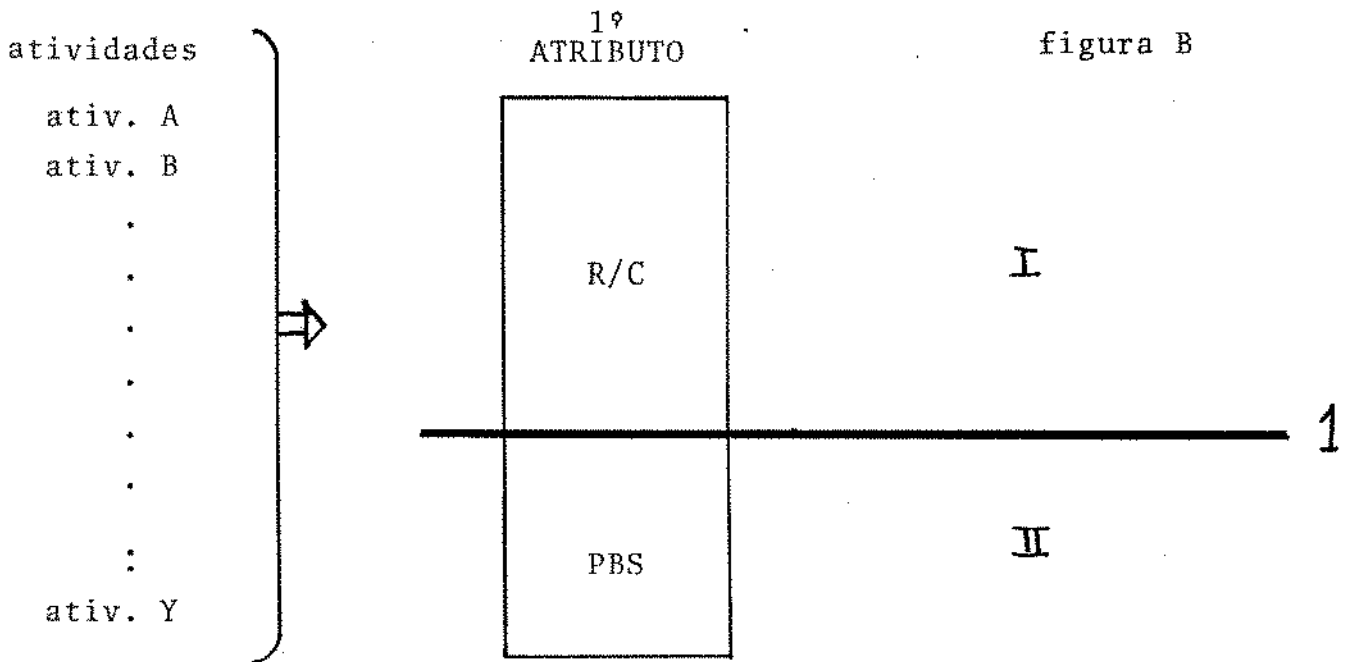 atividades
ativ. A
ativ. B
.
.
.
.
.
.
:
ativ. Y
1º
ATRIBUTO
figura B
R/C
I
1
PBS
II